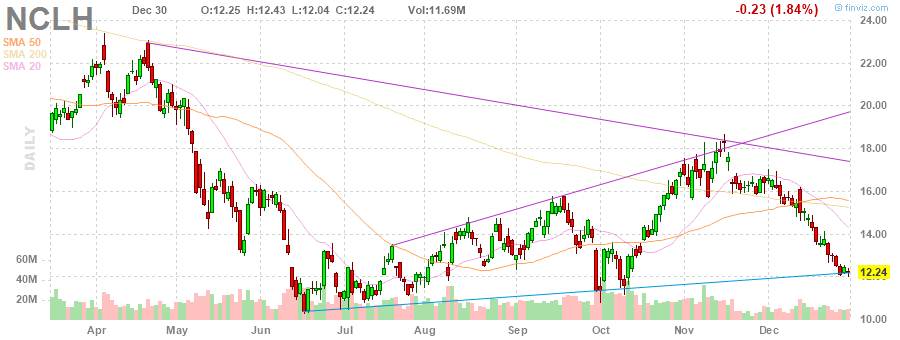 NCLH Dec 30 O:12.25 H:12.43 L:12.04 C:12.24 Vol:11.69M -0.23 (1.84%) © finviz.com
SMA 50
SMA 200
SMA 20
DAILY
24.00
22.00
20.00
18.00
16.00
14.00
12.24
10.00
60M
40M
20M
Apr May Jun Jul Aug Sep Oct Nov Dec